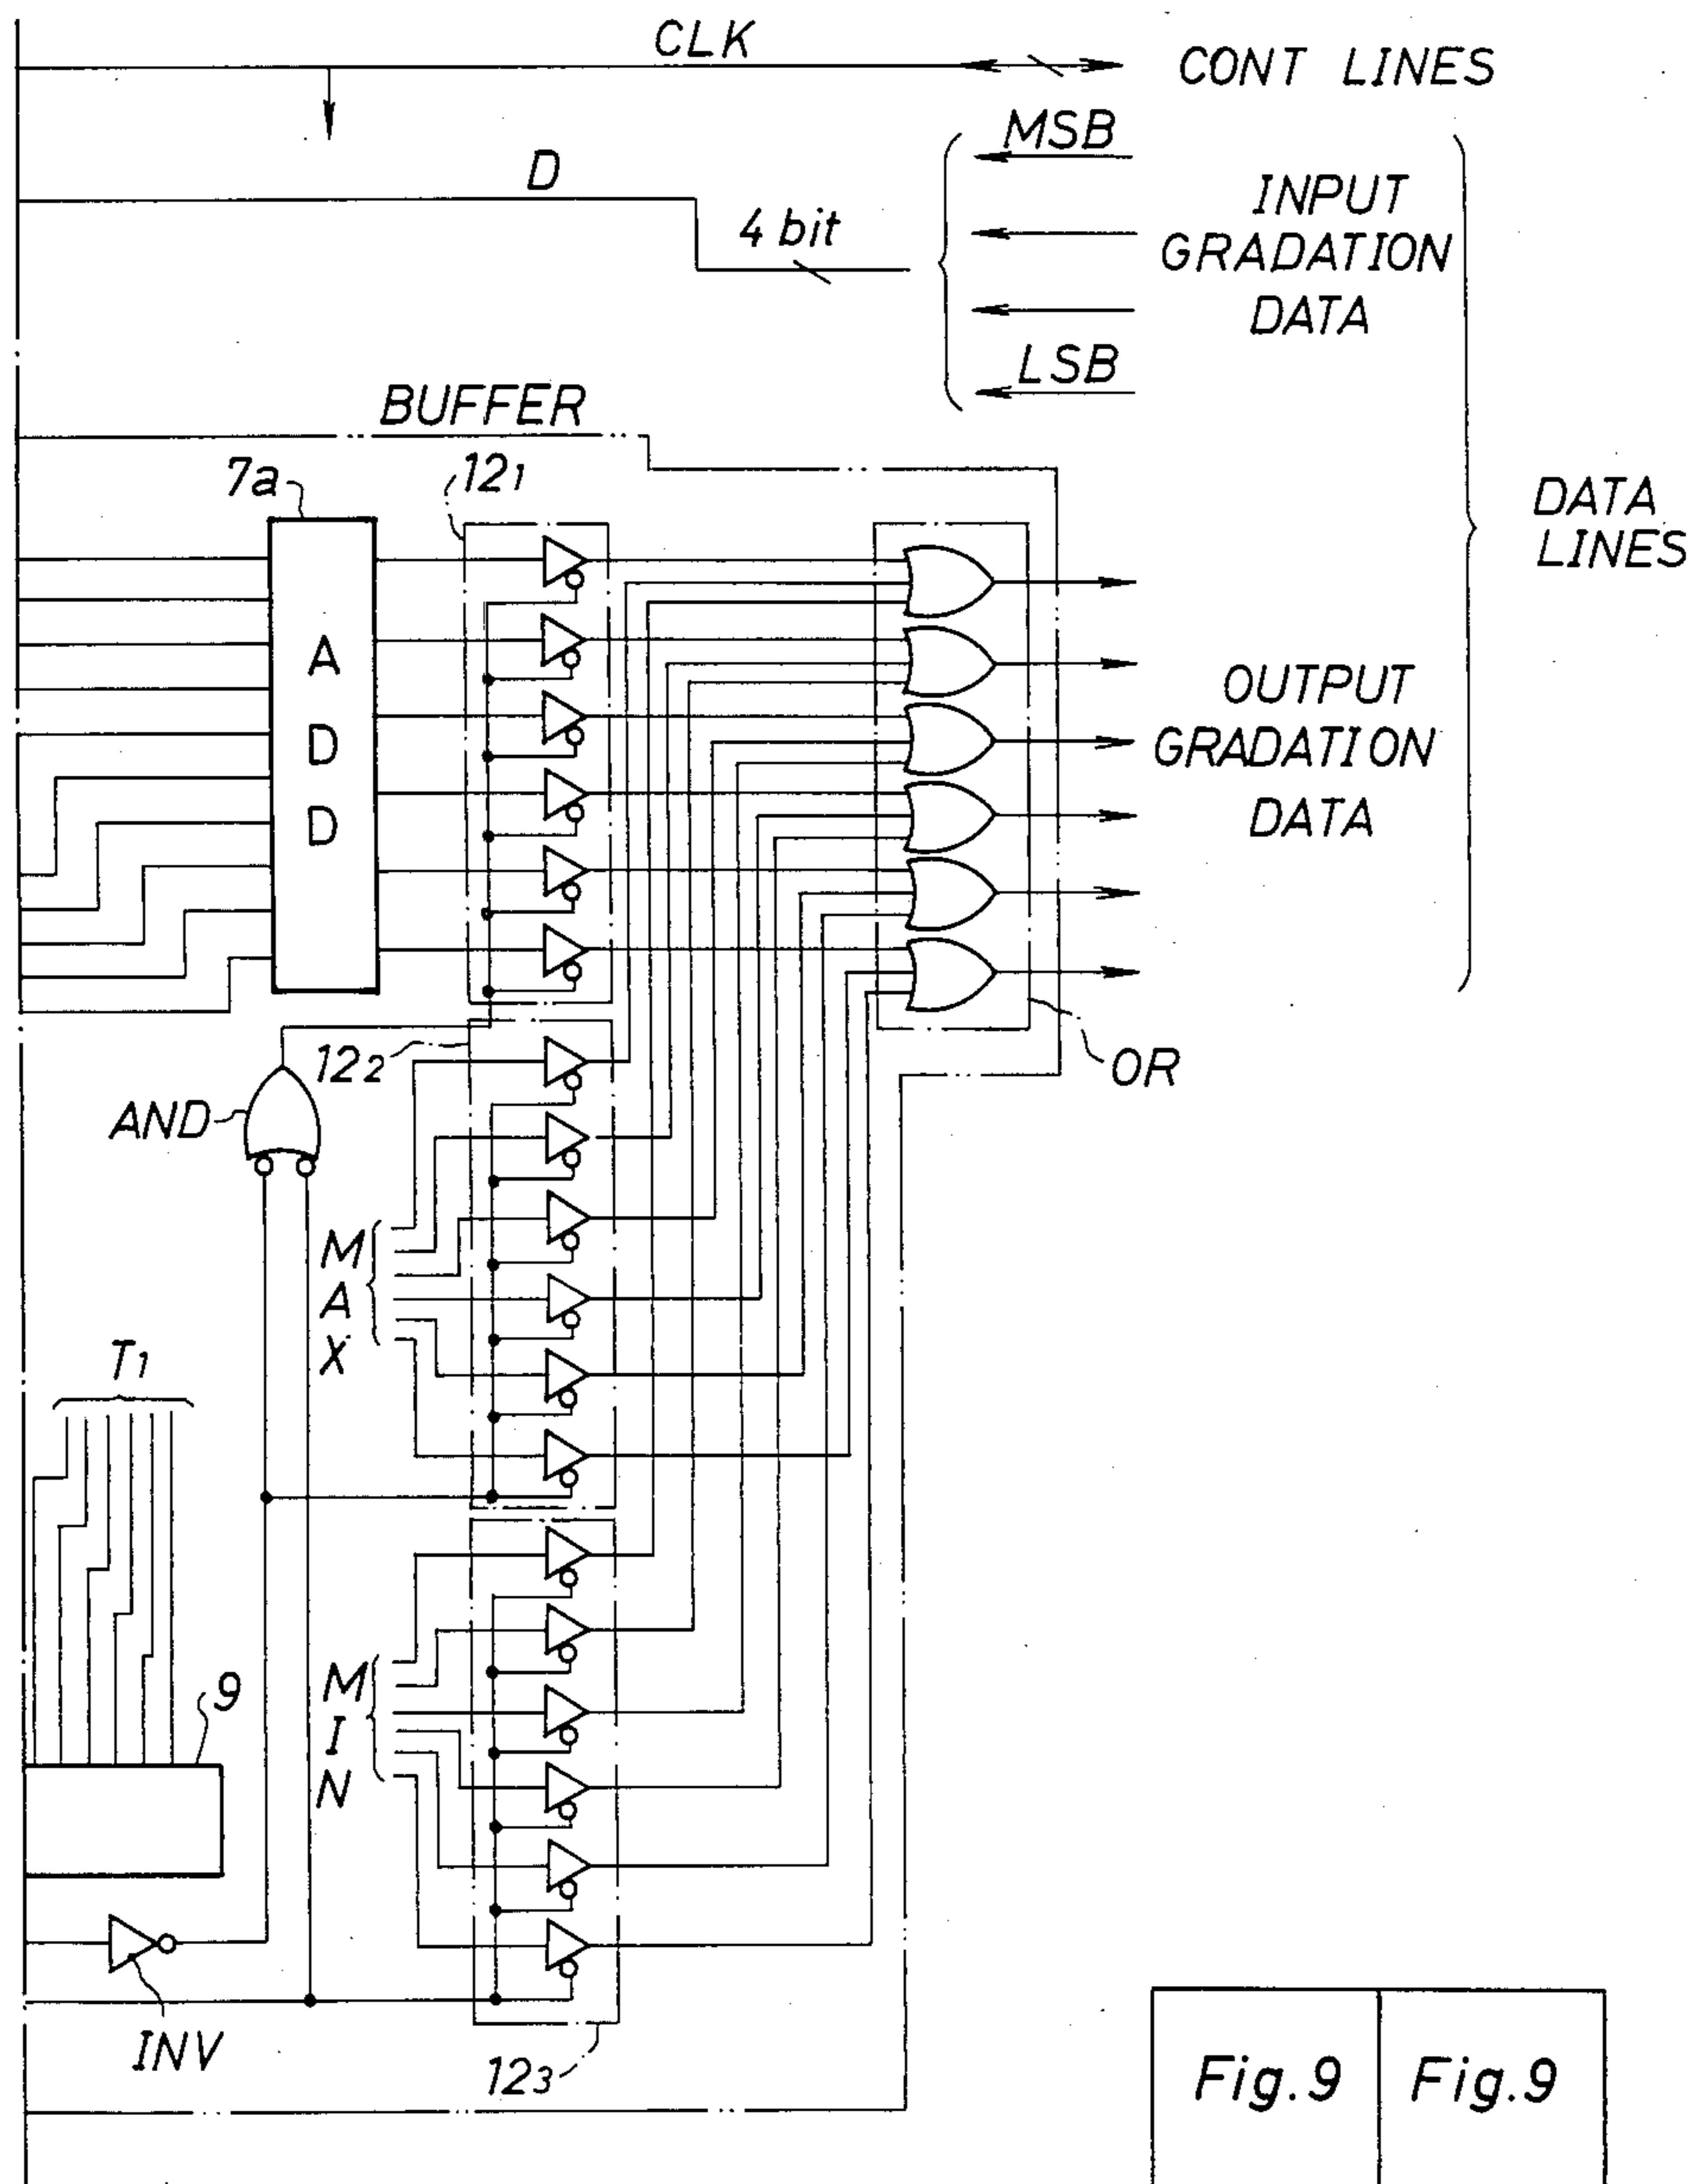 CLK
CONT LINES
MSB
D
INPUT
4 bit
GRADATION
DATA
LSB
BUFFER
7a
121
DATA
LINES
A
D
D
OUTPUT
GRADATION
DATA
122
OR
AND
M
A
X
T1
M
I
N
9
INV
123
Fig.9
Fig.9